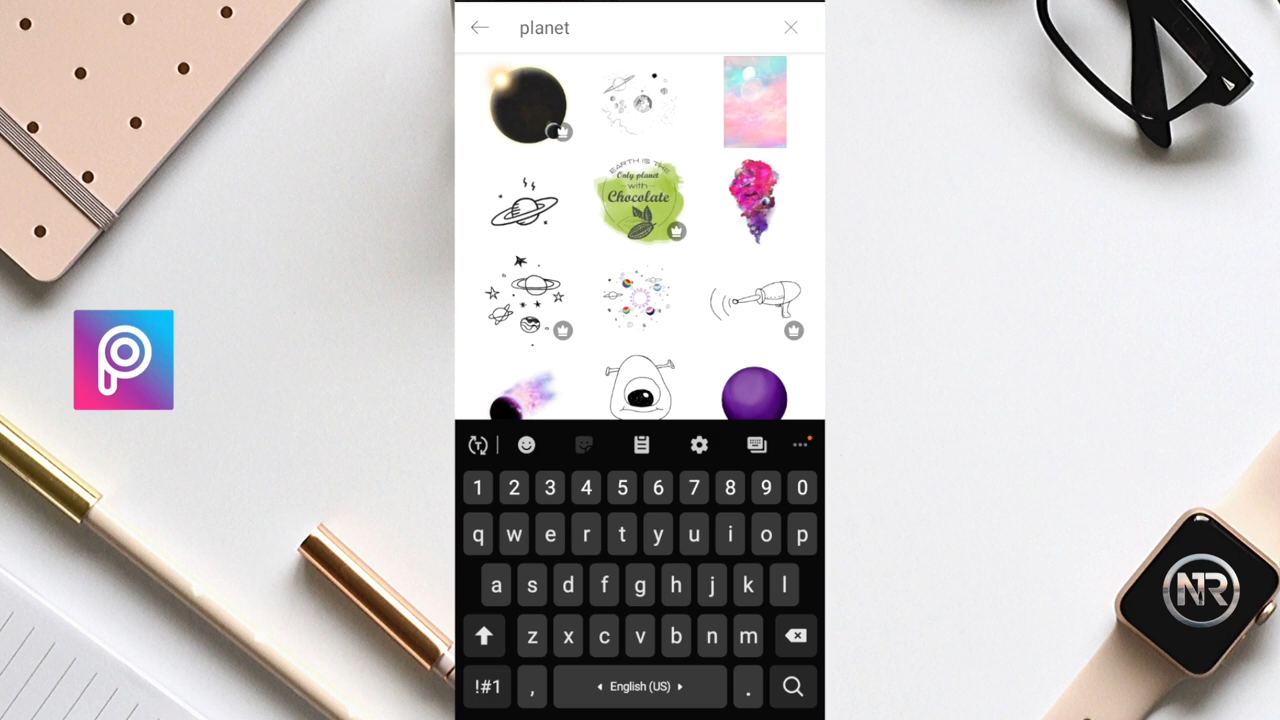 planet
EARTH IS THE
Only planet
with
Chocolate
1 2 3 4 5 6 7 8 9 0
q w e r t y u i o p
a s d f g h j k l
z x c v b n m
!#1 , English (US) .
NR